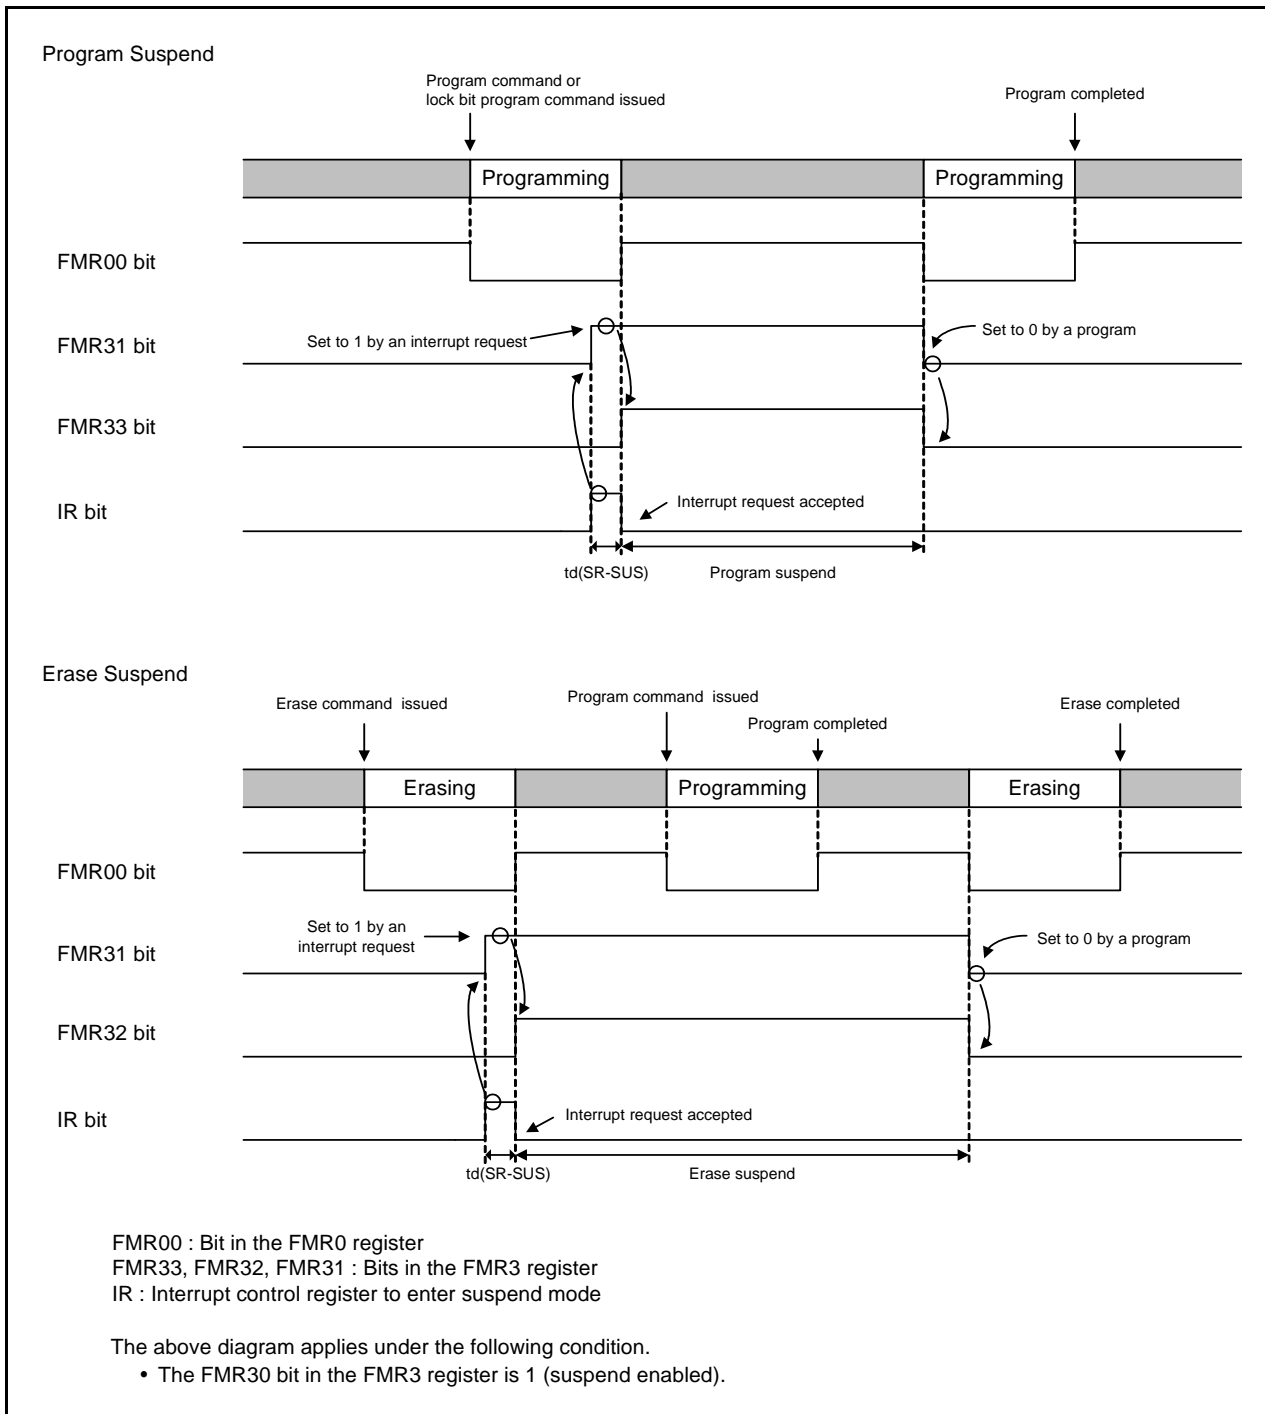 Program Suspend
Program command or
lock bit program command issued
Program completed
Programming
Programming
FMR00 bit
Set to 1 by an interrupt request
Set to 0 by a program
FMR31 bit
FMR33 bit
Interrupt request accepted
IR bit
td(SR-SUS)
Program suspend
Erase Suspend
Erase command issued
Program command issued
Program completed
Erase completed
Erasing
Programming
Erasing
FMR00 bit
Set to 1 by an
interrupt request
Set to 0 by a program
FMR31 bit
FMR32 bit
Interrupt request accepted
IR bit
td(SR-SUS)
Erase suspend
FMR00 : Bit in the FMR0 register
FMR33, FMR32, FMR31 : Bits in the FMR3 register
IR : Interrupt control register to enter suspend mode
The above diagram applies under the following condition.
• The FMR30 bit in the FMR3 register is 1 (suspend enabled).